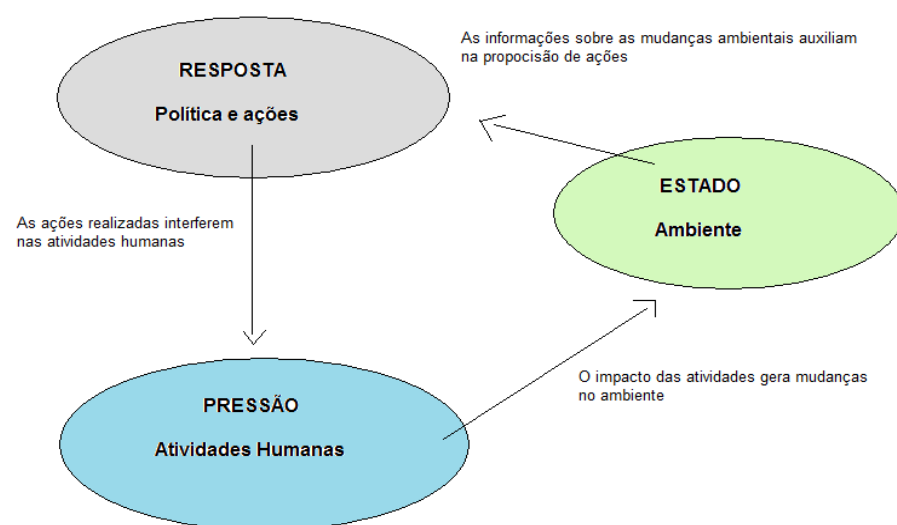 As informações sobre as mudanças ambientais auxiliam
na propocisão de ações
RESPOSTA
Política e ações
ESTADO
Ambiente
As ações realizadas interferem
nas atividades humanas
O impacto das atividades gera mudanças
no ambiente
PRESSÃO
Atividades Humanas